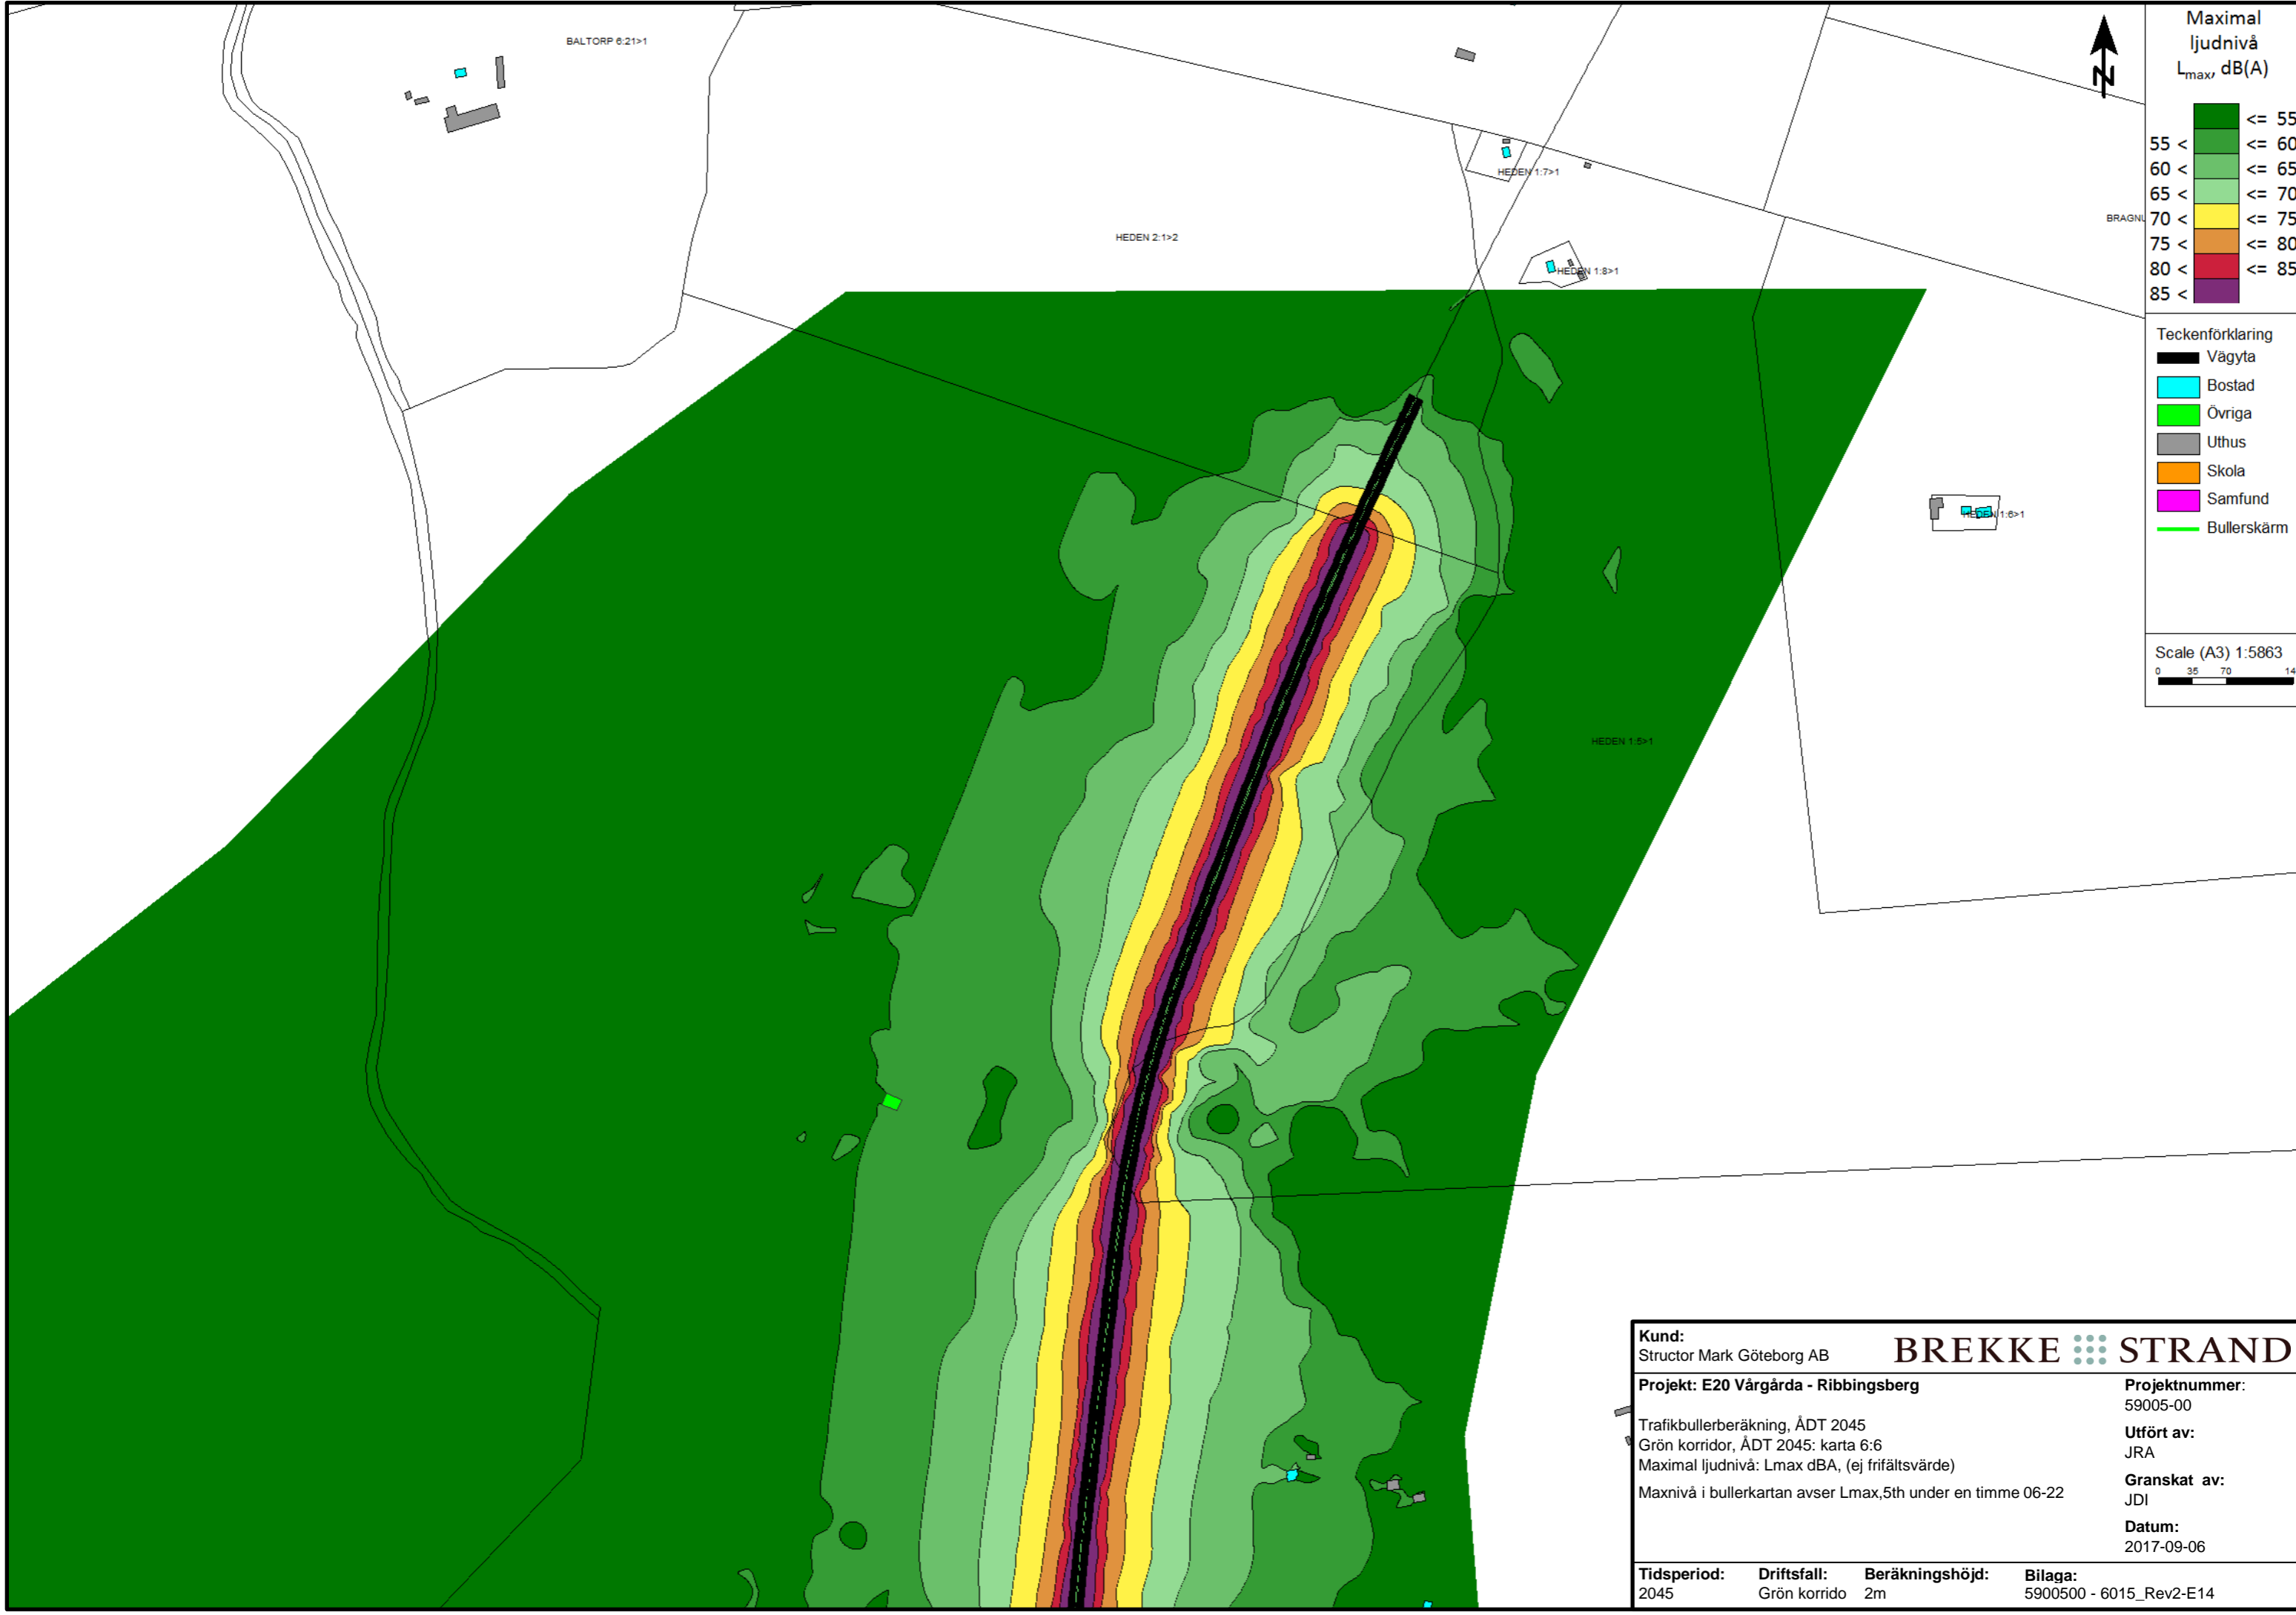 BALTORP 6:21>1
HEDEN 1:7>1
HEDEN 2:1>2
HEDEN 1:8>1
HEDEN 1:6>1
HEDEN 1:5>1
N
Maximal
ljudnivå
Lmax, dB(A)
<= 55
55 < <= 60
60 < <= 65
65 < <= 70
BRAGNU
70 < <= 75
75 < <= 80
80 < <= 85
85 <
Teckenförklaring
Vägyta
Bostad
Övriga
Uthus
Skola
Samfund
Bullerskärm
Scale (A3) 1:5863
0 35 70 14
Kund:
Structor Mark Göteborg AB
BREKKE STRAND
Projekt: E20 Vårgårda - Ribbingsberg
Trafikbullerberäkning, ÅDT 2045
Grön korridor, ÅDT 2045: karta 6:6
Maximal ljudnivå: Lmax dBA, (ej frifältsvärde)
Maxnivå i bullerkartan avser Lmax,5th under en timme 06-22
Projektnummer:
59005-00
Utfört av:
JRA
Granskat av:
JDI
Datum:
2017-09-06
Tidsperiod: Driftsfall: Beräkningshöjd: Bilaga:
2045 Grön korrido 2m 5900500 - 6015_Rev2-E14